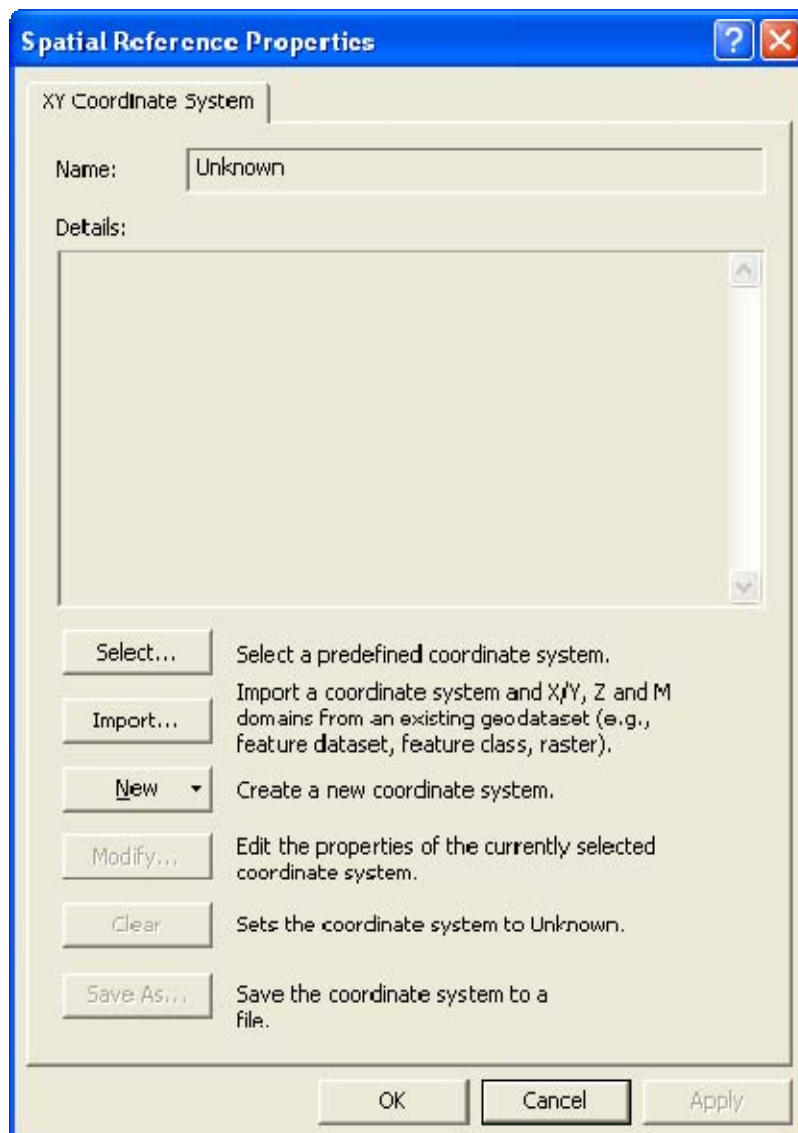 Spatial Reference Properties
XY Coordinate System
Name: Unknown
Details:
Select... Select a predefined coordinate system.
Import... Import a coordinate system and X/Y, Z and M
domains from an existing geodataset (e.g.,
feature dataset, feature class, raster).
New Create a new coordinate system.
Modify... Edit the properties of the currently selected
coordinate system.
Clear Sets the coordinate system to Unknown.
Save As... Save the coordinate system to a
file.
OK Cancel Apply